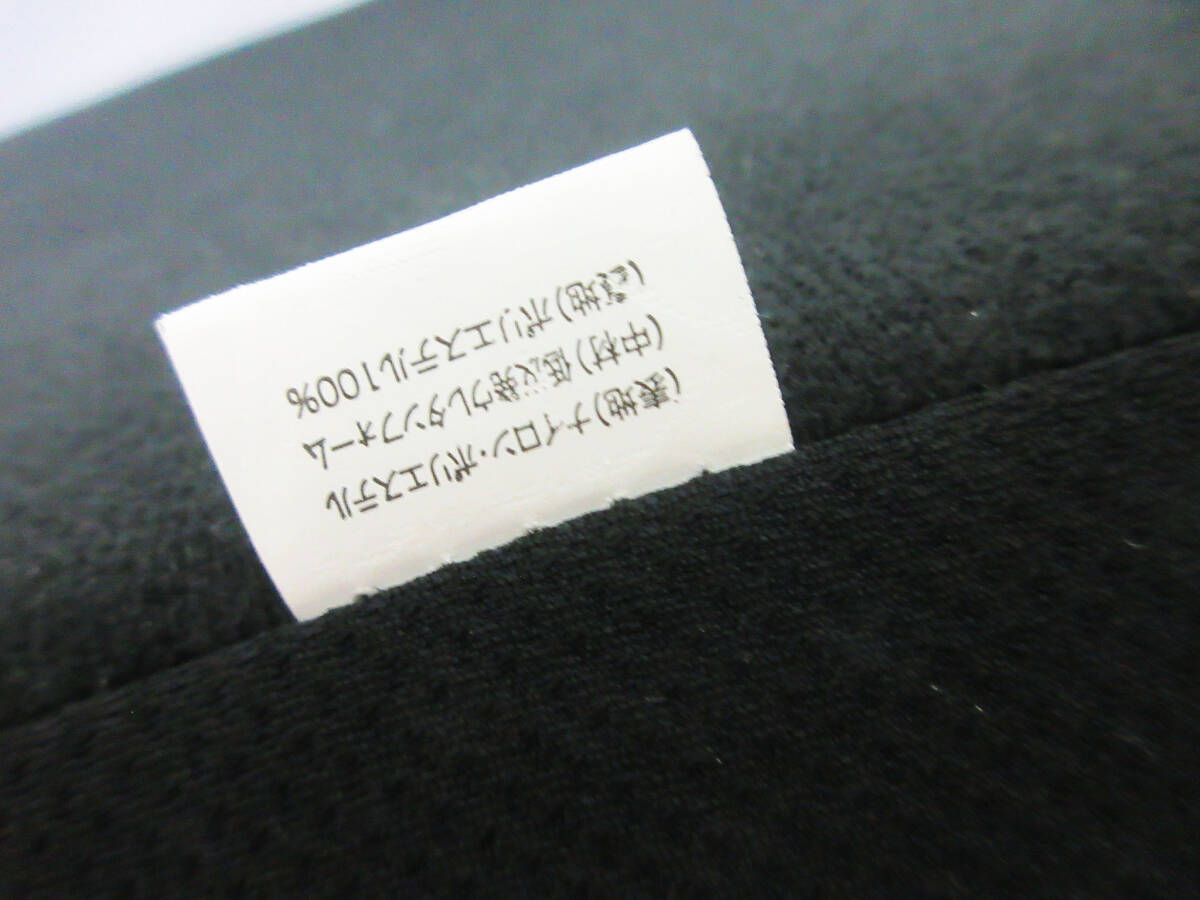 (表地)ナイロン・ポリエステル
(中材)低反発ウレタンフォーム
(裏地)ポリエステル100%